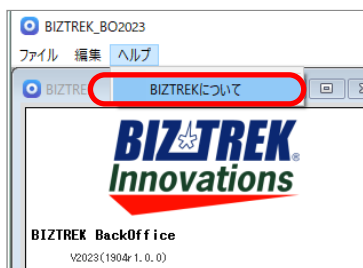 BIZTREK_BO2023
ファイル 編集 ヘルプ
BIZTRE
BIZTREKについて
BIZTREK®
Innovations
BIZTREK BackOffice
V2023(1904r1.0.0)